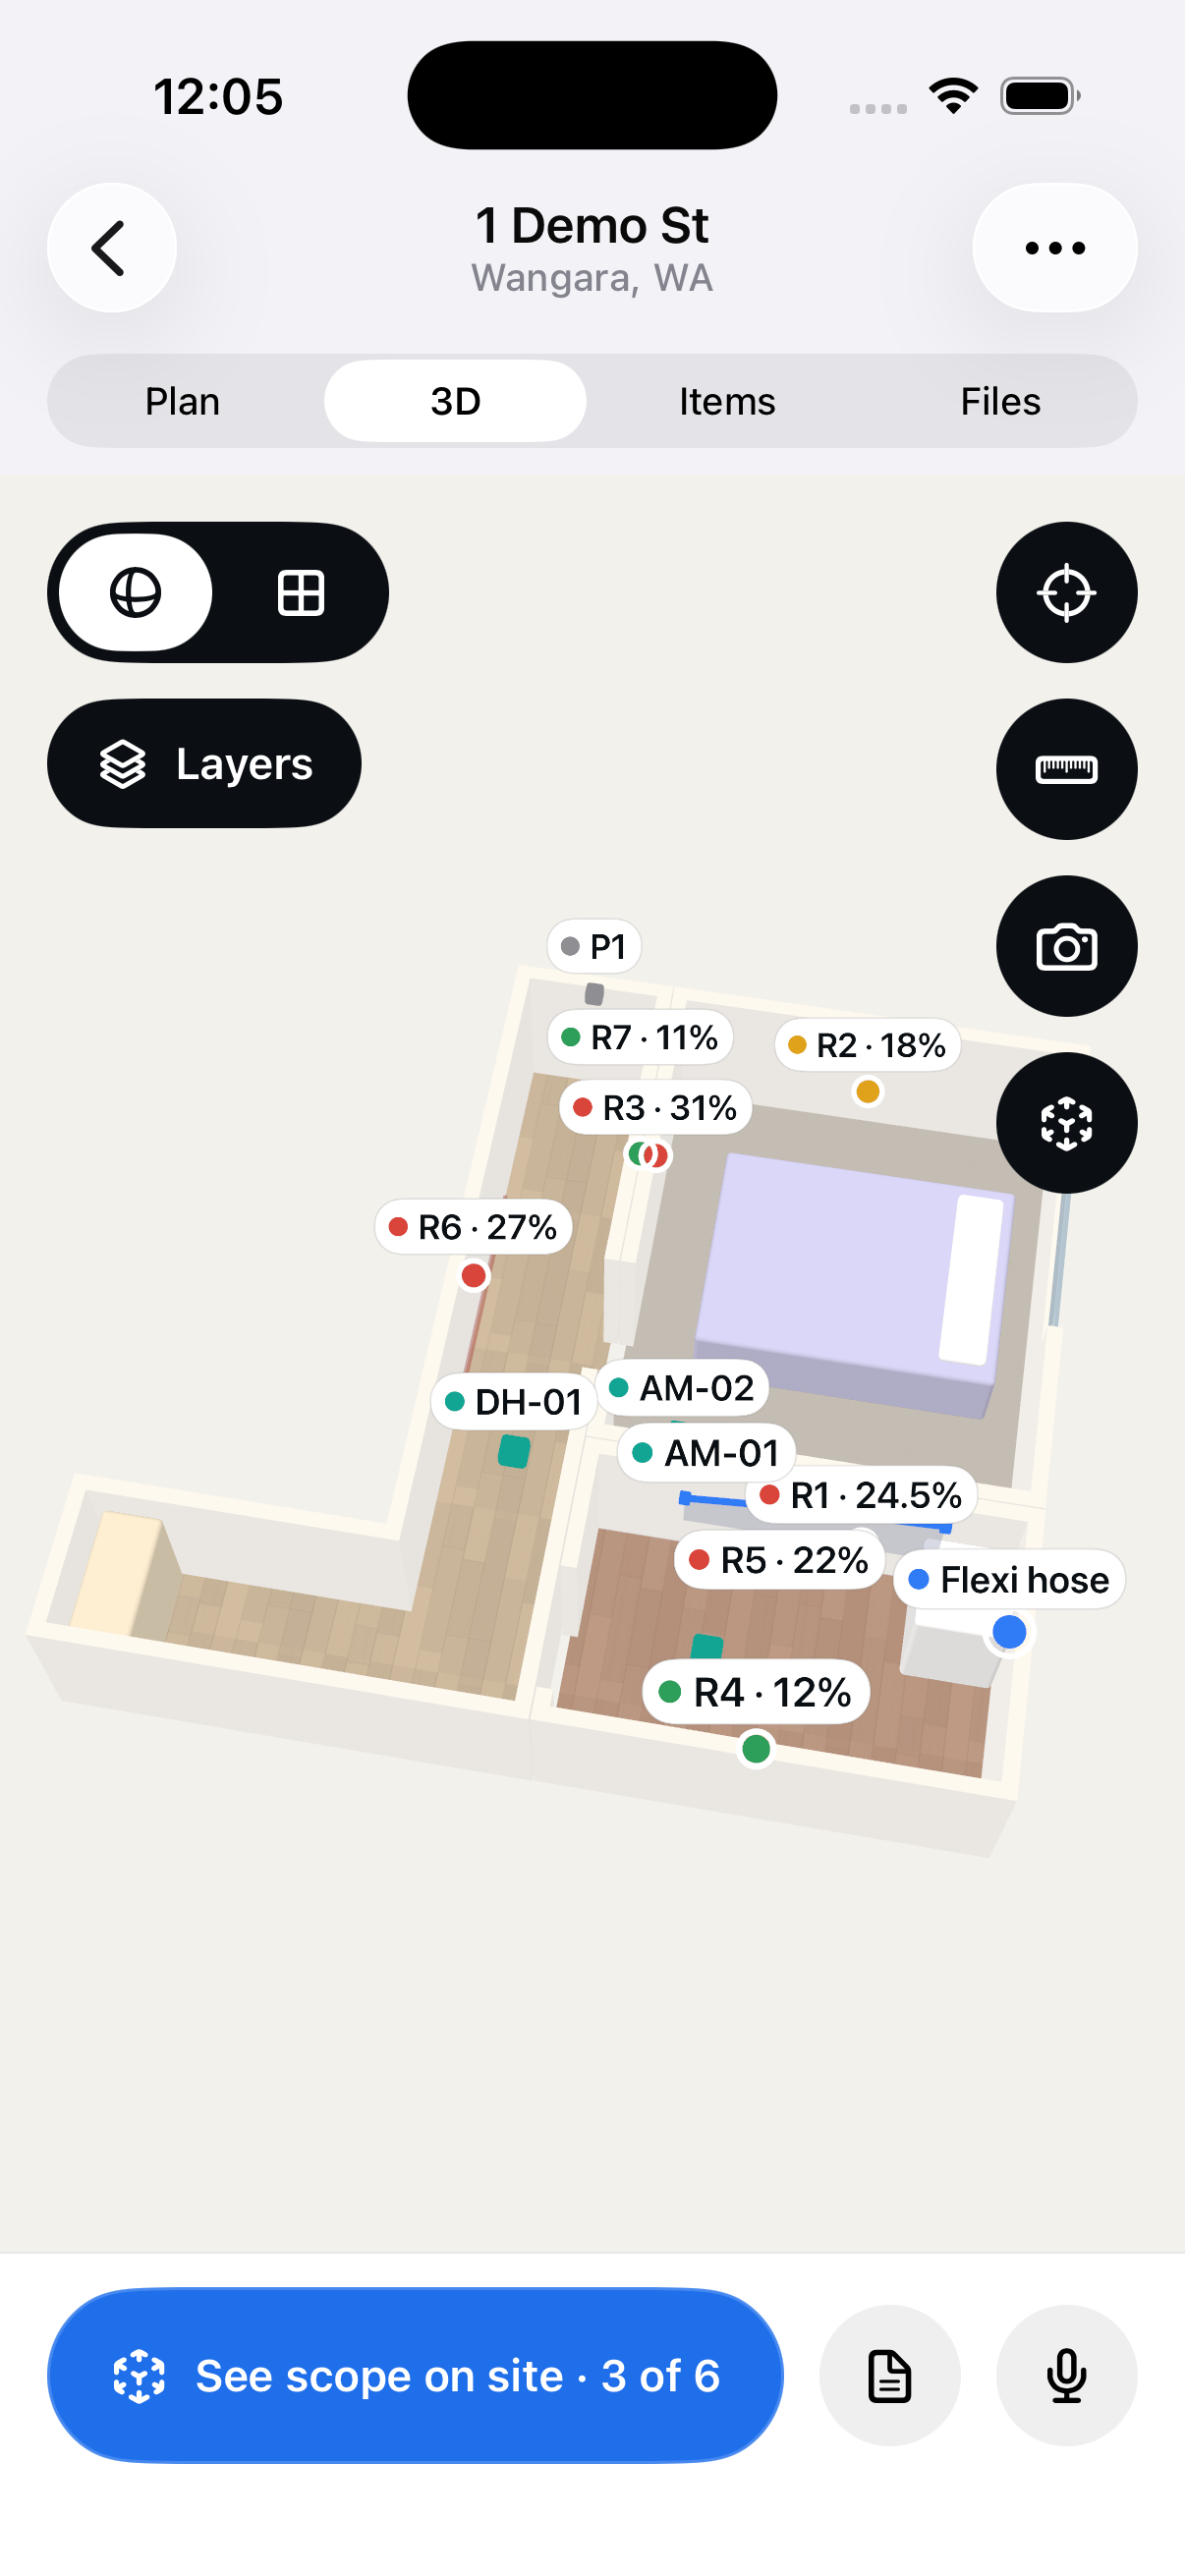 12:05
1 Demo St
Wangara, WA
Plan
3D
Items
Files
Layers
P1
R7 · 11%
R2 · 18%
R3 · 31%
R6 · 27%
AM-02
DH-01
AM-01
R1 · 24.5%
R5 · 22%
Flexi hose
R4 · 12%
See scope on site · 3 of 6